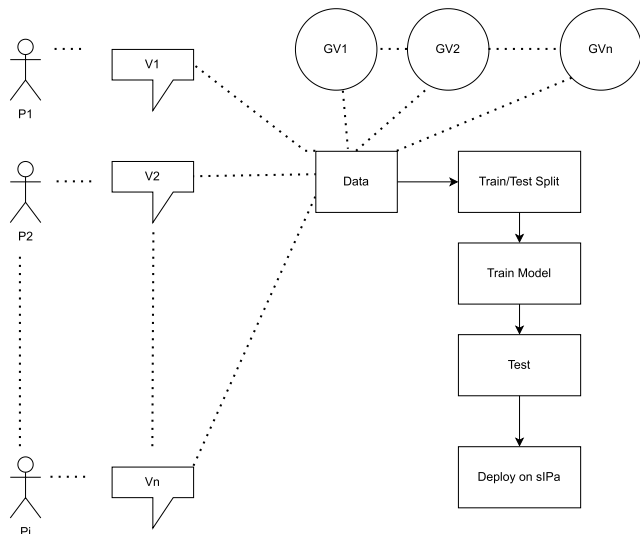 GV1
GV2
GVn
V1
P1
V2
Data
Train/Test Split
P2
Train Model
Test
Vn
Deploy on sIPa
Pi